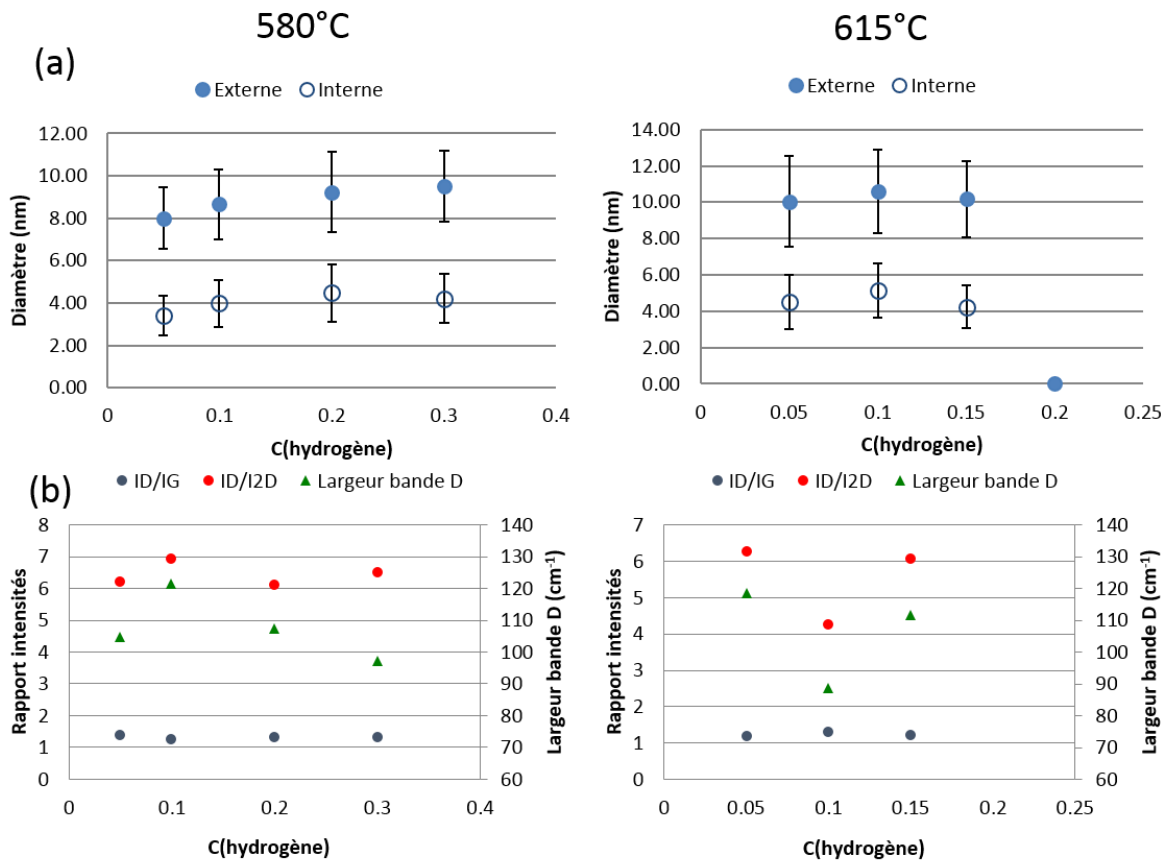 580°C
615°C
(a)
Externe Interne
Externe Interne
Diamètre (nm)
12.00
10.00
8.00
6.00
4.00
2.00
0.00
0 0.1 0.2 0.3 0.4
C(hydrogène)
Diamètre (nm)
14.00
12.00
10.00
8.00
6.00
4.00
2.00
0.00
0 0.05 0.1 0.15 0.2 0.25
C(hydrogène)
(b)
ID/IG ID/I2D Largeur bande D
ID/IG ID/I2D Largeur bande D
Rapport intensités
8
7
6
5
4
3
2
1
0
140
130
120
110
100
90
80
70
60
Largeur bande D (cm⁻¹)
0 0.1 0.2 0.3 0.4
C(hydrogène)
Rapport intensités
7
6
5
4
3
2
1
0
140
130
120
110
100
90
80
70
60
Largeur bande D (cm⁻¹)
0 0.05 0.1 0.15 0.2 0.25
C(hydrogène)